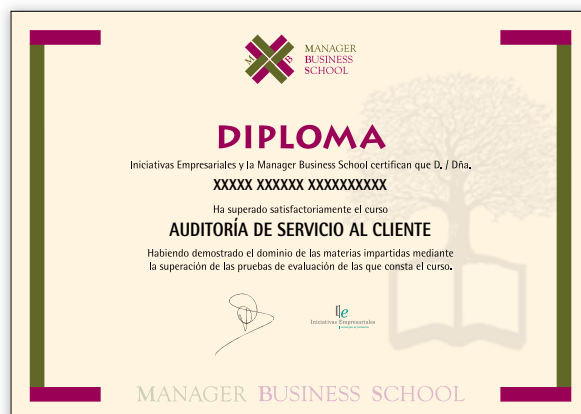 M B
MANAGER
BUSINESS
SCHOOL
DIPLOMA
Iniciativas Empresariales y la Manager Business School certifican que D. / Dña.
XXXXX XXXXXX XXXXXXXXXX
Ha superado satisfactoriamente el curso
AUDITORÍA DE SERVICIO AL CLIENTE
Habiendo demostrado el dominio de las materias impartidas mediante
la superación de las pruebas de evaluación de las que consta el curso.
Iniciativas Empresariales
MANAGER BUSINESS SCHOOL